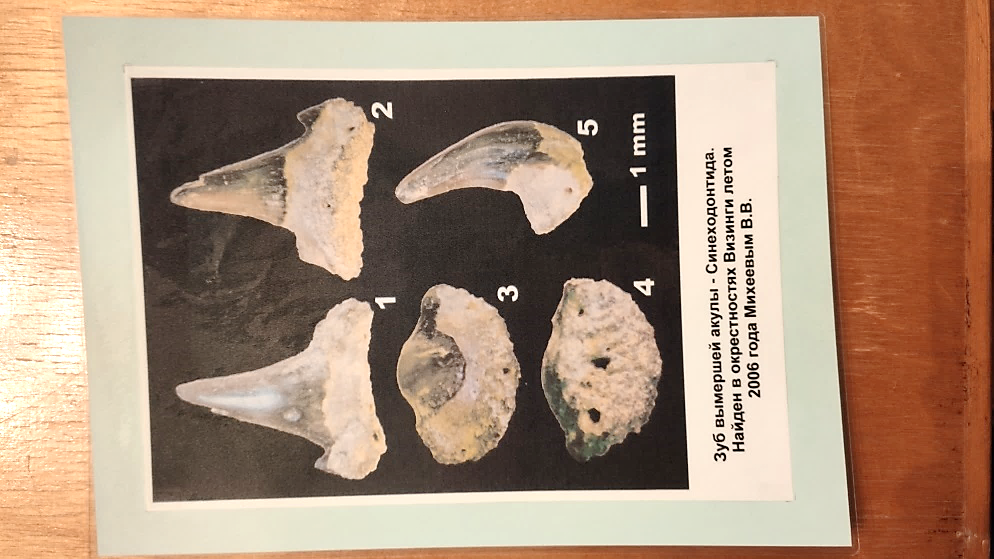 1
2
3
4
5
1 mm
Зуб вымершей акулы - Синеходонтида.
Найден в окрестностях Визинги летом
2006 года Михеевым В.В.